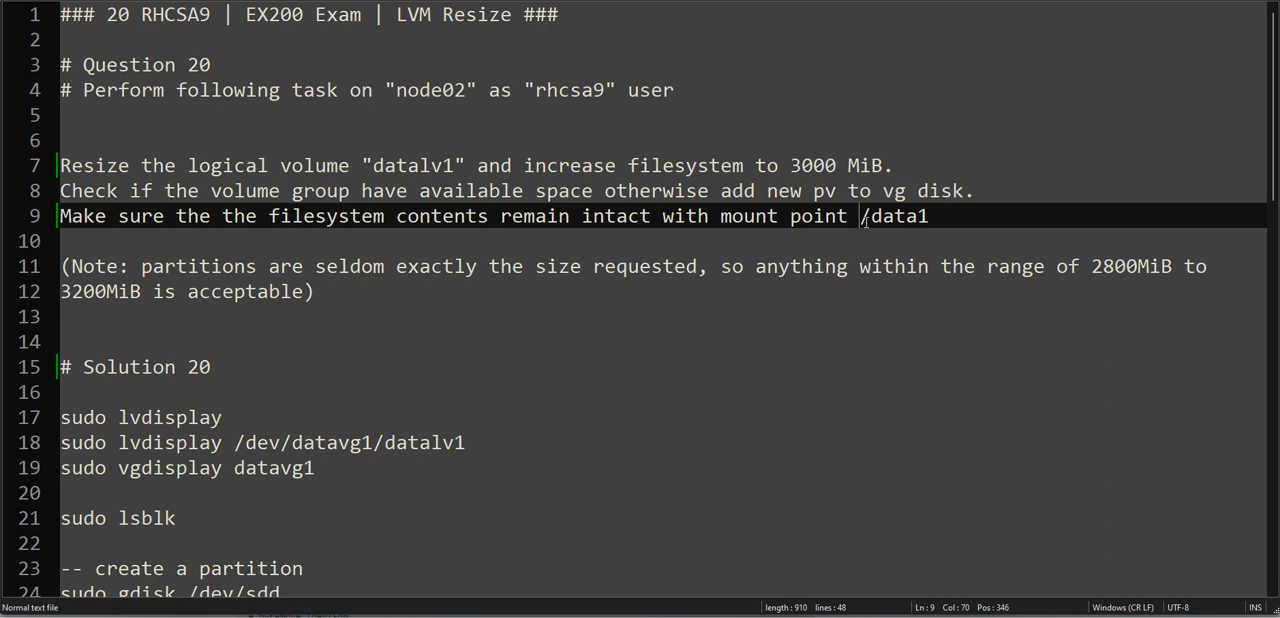 1 ### 20 RHCSA9 | EX200 Exam | LVM Resize ###
2
3 # Question 20
4 # Perform following task on "node02" as "rhcsa9" user
5
6
7 Resize the logical volume "datalv1" and increase filesystem to 3000 MiB.
8 Check if the volume group have available space otherwise add new pv to vg disk.
9 Make sure the the filesystem contents remain intact with mount point /data1
10
11 (Note: partitions are seldom exactly the size requested, so anything within the range of 2800MiB to
12 3200MiB is acceptable)
13
14
15 # Solution 20
16
17 sudo lvdisplay
18 sudo lvdisplay /dev/datavg1/datalv1
19 sudo vgdisplay datavg1
20
21 sudo lsblk
22
23 -- create a partition
24 sudo gdisk /dev/sdd
Normal text file length : 910 lines : 48 Ln : 9 Col : 70 Pos : 346 Windows (CR LF) UTF-8 INS